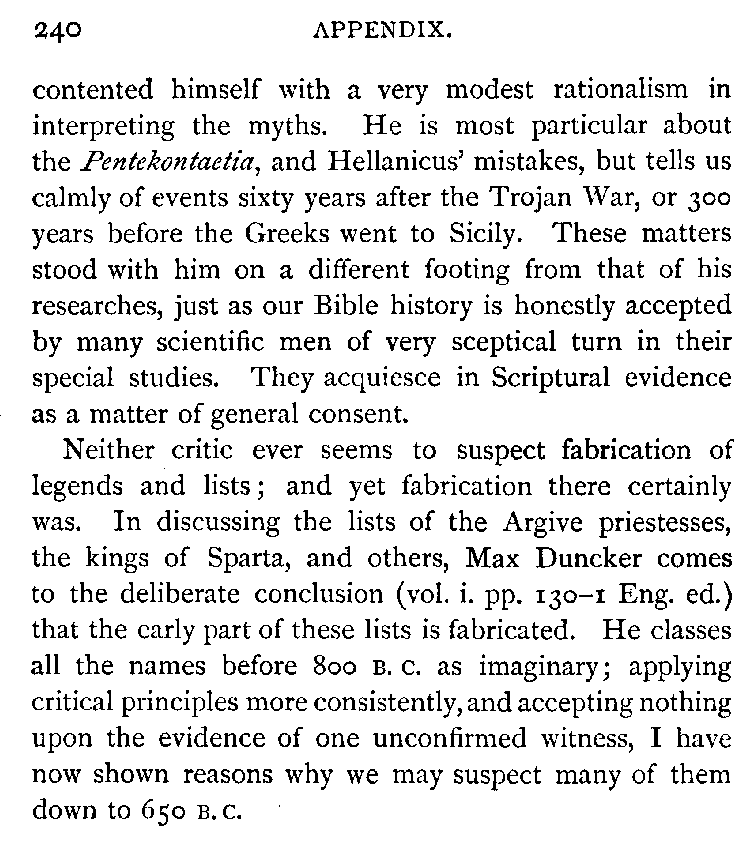 240 APPENDIX.
contented himself with a very modest rationalism in
interpreting the myths. He is most particular about
the Pentekontaetia, and Hellanicus' mistakes, but tells us
calmly of events sixty years after the Trojan War, or 300
years before the Greeks went to Sicily. These matters
stood with him on a different footing from that of his
researches, just as our Bible history is honestly accepted
by many scientific men of very sceptical turn in their
special studies. They acquiesce in Scriptural evidence
as a matter of general consent.
Neither critic ever seems to suspect fabrication of
legends and lists; and yet fabrication there certainly
was. In discussing the lists of the Argive priestesses,
the kings of Sparta, and others, Max Duncker comes
to the deliberate conclusion (vol. i. pp. 130–1 Eng. ed.)
that the early part of these lists is fabricated. He classes
all the names before 800 B. C. as imaginary; applying
critical principles more consistently, and accepting nothing
upon the evidence of one unconfirmed witness, I have
now shown reasons why we may suspect many of them
down to 650 B. C.